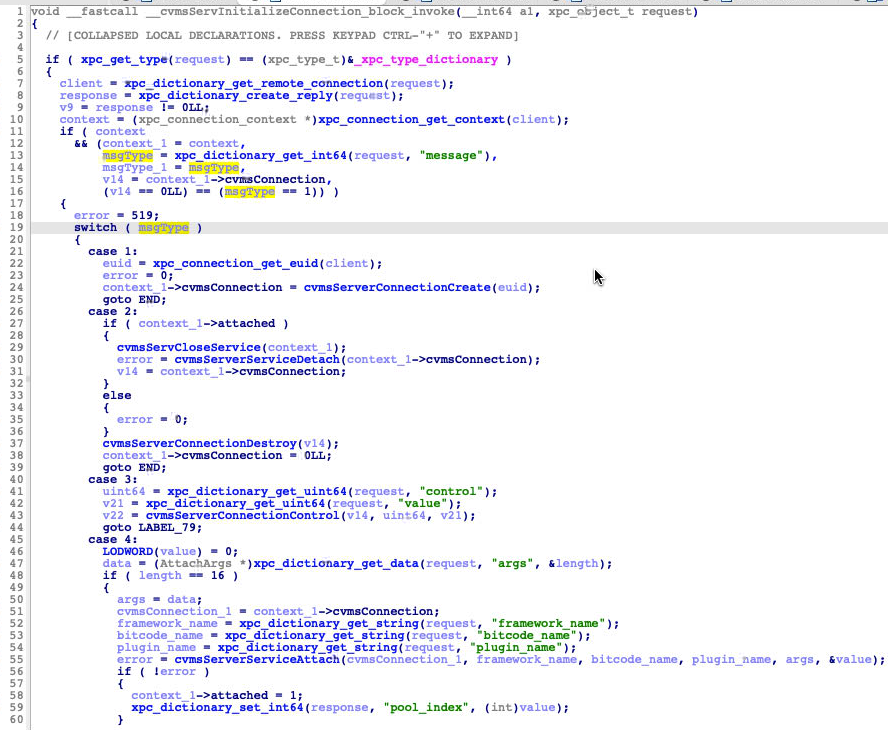 1 void __fastcall __cvmsServInitializeConnection_block_invoke(__int64 a1, xpc_object_t request)
2 {
3   // [COLLAPSED LOCAL DECLARATIONS. PRESS KEYPAD CTRL-"+" TO EXPAND]
4
5   if ( xpc_get_type(request) == (xpc_type_t)&_xpc_type_dictionary )
6   {
7     client = xpc_dictionary_get_remote_connection(request);
8     response = xpc_dictionary_create_reply(request);
9     v9 = response != 0LL;
10     context = (xpc_connection_context *)xpc_connection_get_context(client);
11     if ( context
12       && (context_1 = context,
13           msgType = xpc_dictionary_get_int64(request, "message"),
14           msgType_1 = msgType,
15           v14 = context_1->cvmsConnection,
16           (v14 == 0LL) == (msgType == 1)) )
17     {
18       error = 519;
19       switch ( msgType )
20       {
21         case 1:
22           euid = xpc_connection_get_euid(client);
23           error = 0;
24           context_1->cvmsConnection = cvmsServerConnectionCreate(euid);
25           goto END;
26         case 2:
27           if ( context_1->attached )
28           {
29             cvmsServCloseService(context_1);
30             error = cvmsServerServiceDetach(context_1->cvmsConnection);
31             v14 = context_1->cvmsConnection;
32           }
33           else
34           {
35             error = 0;
36           }
37           cvmsServerConnectionDestroy(v14);
38           context_1->cvmsConnection = 0LL;
39           goto END;
40         case 3:
41           uint64 = xpc_dictionary_get_uint64(request, "control");
42           v21 = xpc_dictionary_get_uint64(request, "value");
43           v22 = cvmsServerConnectionControl(v14, uint64, v21);
44           goto LABEL_79;
45         case 4:
46           LODWORD(value) = 0;
47           data = (AttachArgs *)xpc_dictionary_get_data(request, "args", &length);
48           if ( length == 16 )
49           {
50             args = data;
51             cvmsConnection_1 = context_1->cvmsConnection;
52             framework_name = xpc_dictionary_get_string(request, "framework_name");
53             bitcode_name = xpc_dictionary_get_string(request, "bitcode_name");
54             plugin_name = xpc_dictionary_get_string(request, "plugin_name");
55             error = cvmsServerServiceAttach(cvmsConnection_1, framework_name, bitcode_name, plugin_name, args, &value);
56             if ( !error )
57             {
58               context_1->attached = 1;
59               xpc_dictionary_set_int64(response, "pool_index", (int)value);
60             }